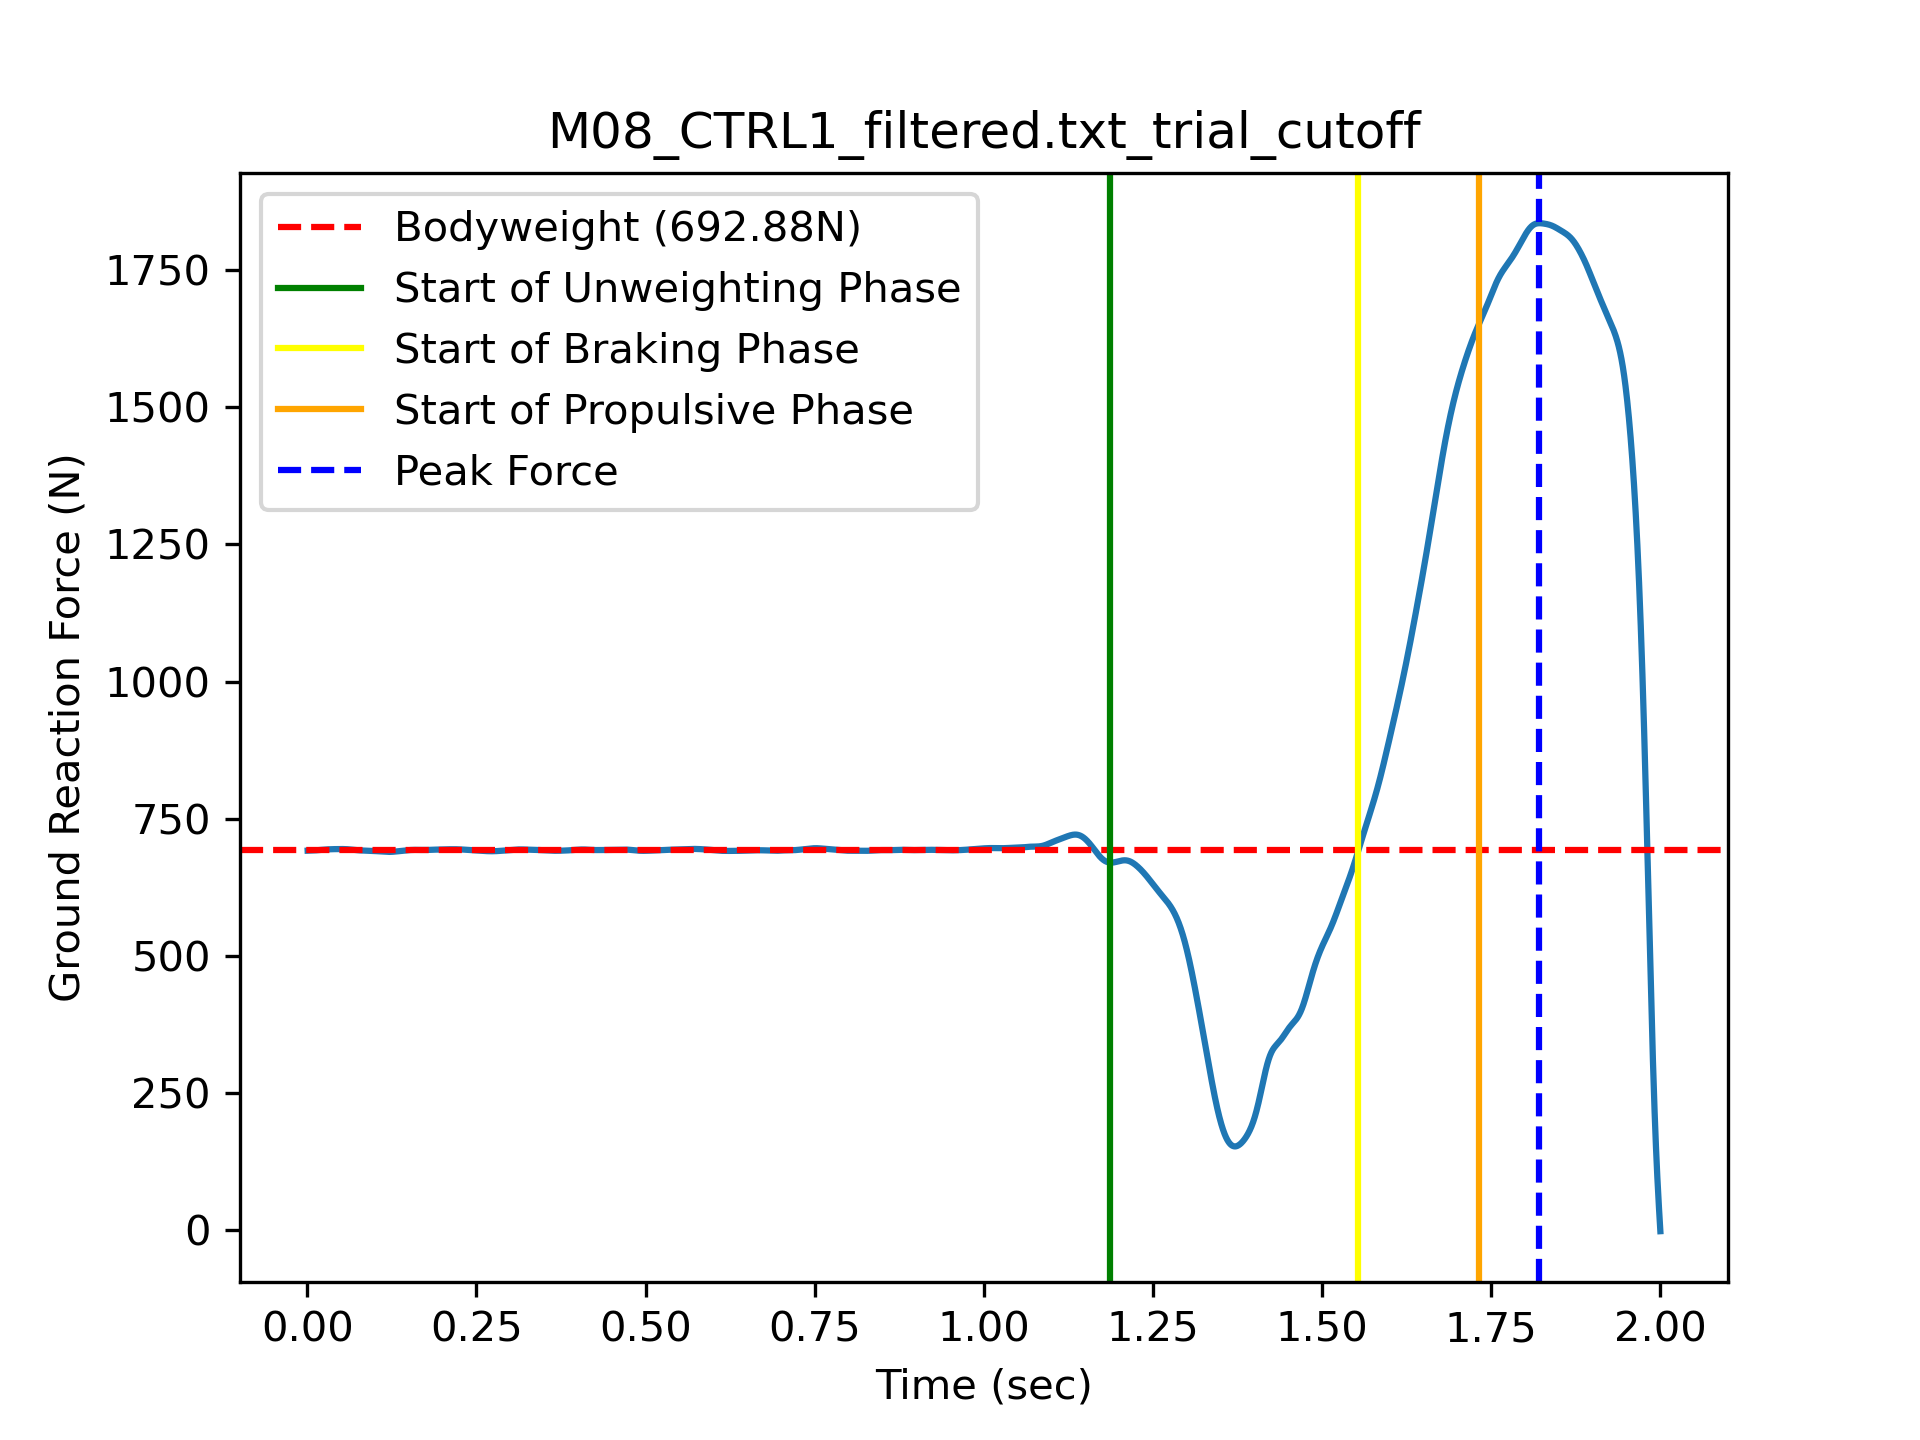 M08_CTRL1_filtered.txt_trial_cutoff
Bodyweight (692.88N)
Start of Unweighting Phase
Start of Braking Phase
Start of Propulsive Phase
Peak Force
Ground Reaction Force (N)
1750
1500
1250
1000
750
500
250
0
0.00 0.25 0.50 0.75 1.00 1.25 1.50 1.75 2.00
Time (sec)